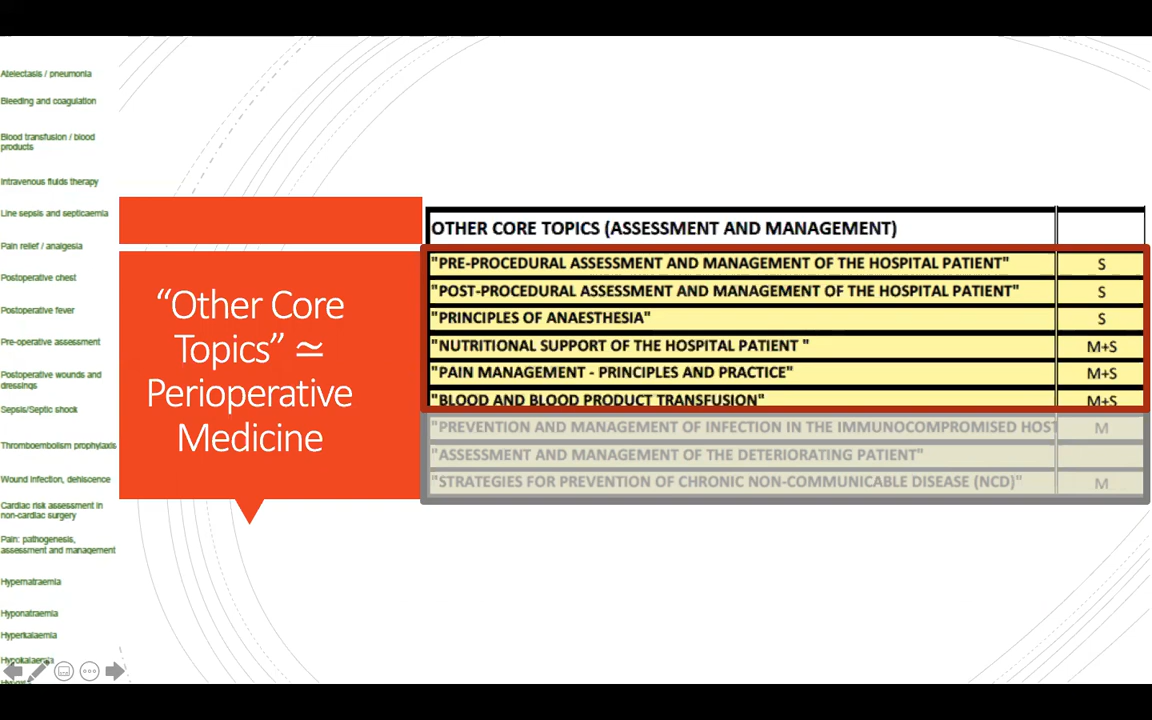 Atelectasis / pneumonia
Bleeding and coagulation
Blood transfusion / blood
products
Intravenous fluids therapy
Line sepsis and septicaemia
Pain relief / analgesia
Postoperative chest
Postoperative fever
Pre-operative assessment
Postoperative wounds and
dressings
Sepsis/Septic shock
Thromboembolism prophylaxis
Wound infection, dehiscence
Cardiac risk assessment in
non-cardiac surgery
Pain: pathogenesis,
assessment and management
Hypernatraemia
Hyponatraemia
Hyperkalaemia
Hypokalaemia
“Other Core
Topics” ≃
Perioperative
Medicine
OTHER CORE TOPICS (ASSESSMENT AND MANAGEMENT)
"PRE-PROCEDURAL ASSESSMENT AND MANAGEMENT OF THE HOSPITAL PATIENT" S
"POST-PROCEDURAL ASSESSMENT AND MANAGEMENT OF THE HOSPITAL PATIENT" S
"PRINCIPLES OF ANAESTHESIA" S
"NUTRITIONAL SUPPORT OF THE HOSPITAL PATIENT " M+S
"PAIN MANAGEMENT - PRINCIPLES AND PRACTICE" M+S
"BLOOD AND BLOOD PRODUCT TRANSFUSION" M+S
"PREVENTION AND MANAGEMENT OF INFECTION IN THE IMMUNOCOMPROMISED HOST M
"ASSESSMENT AND MANAGEMENT OF THE DETERIORATING PATIENT"
"STRATEGIES FOR PREVENTION OF CHRONIC NON-COMMUNICABLE DISEASE (NCD)" M